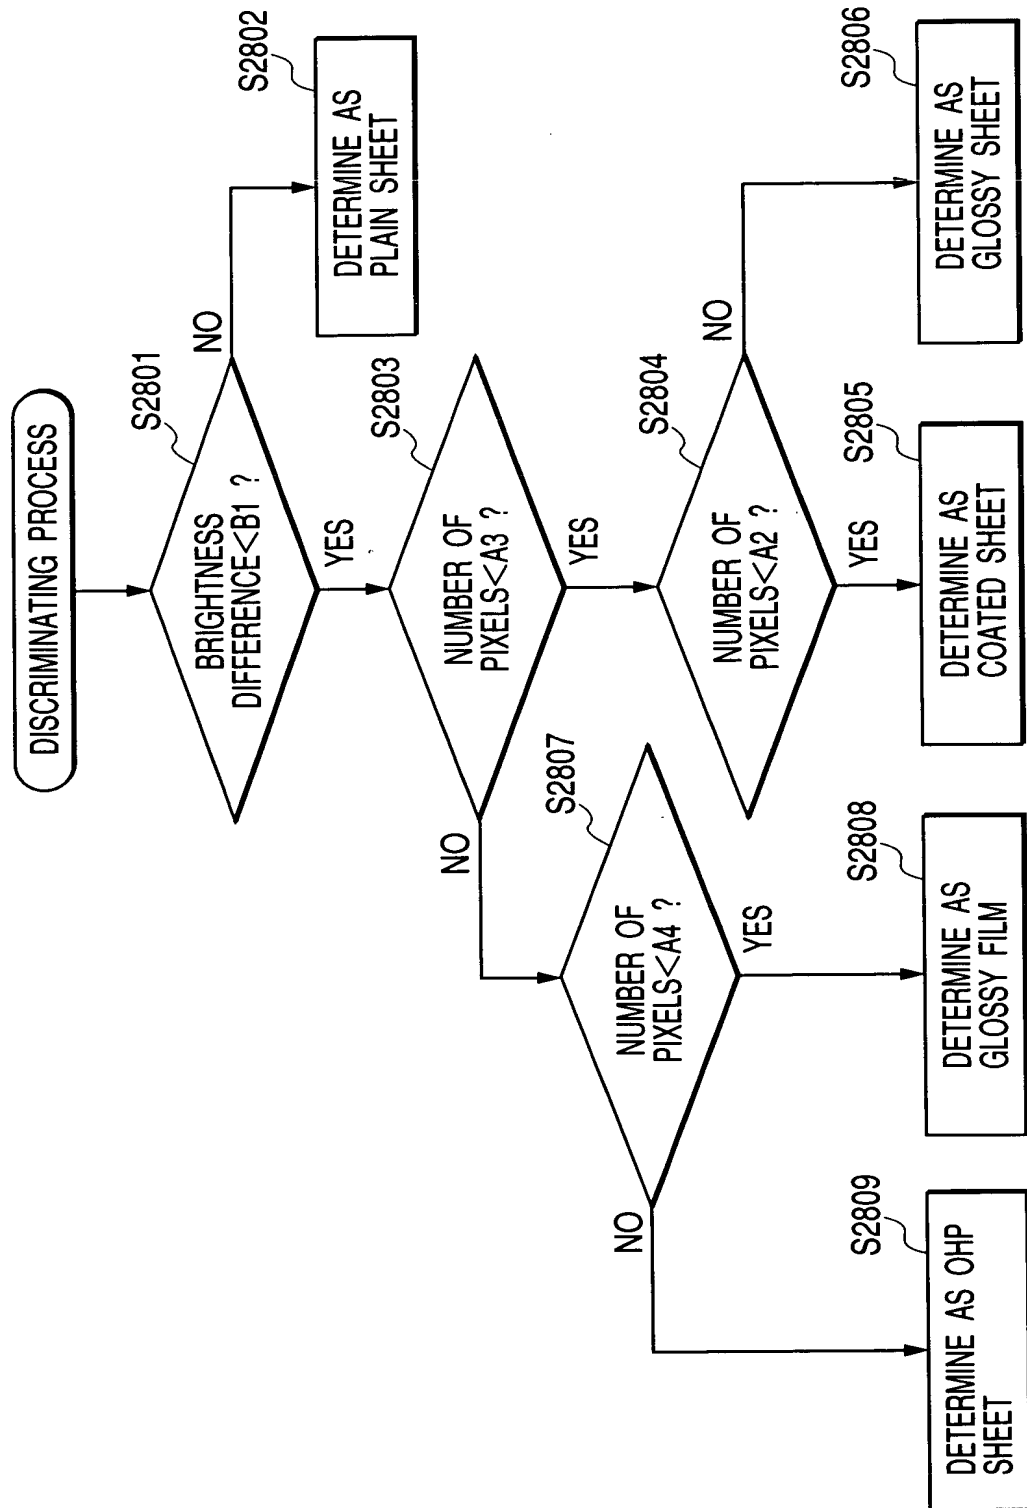 DISCRIMINATING PROCESS
S2801
BRIGHTNESS
DIFFERENCE<B1 ?
NO
YES
S2802
DETERMINE AS
PLAIN SHEET
S2803
NUMBER OF
PIXELS<A3 ?
NO
YES
S2804
NUMBER OF
PIXELS<A2 ?
NO
YES
S2807
NUMBER OF
PIXELS<A4 ?
NO
YES
S2809
DETERMINE AS OHP
SHEET
S2808
DETERMINE AS
GLOSSY FILM
S2805
DETERMINE AS
COATED SHEET
S2806
DETERMINE AS
GLOSSY SHEET